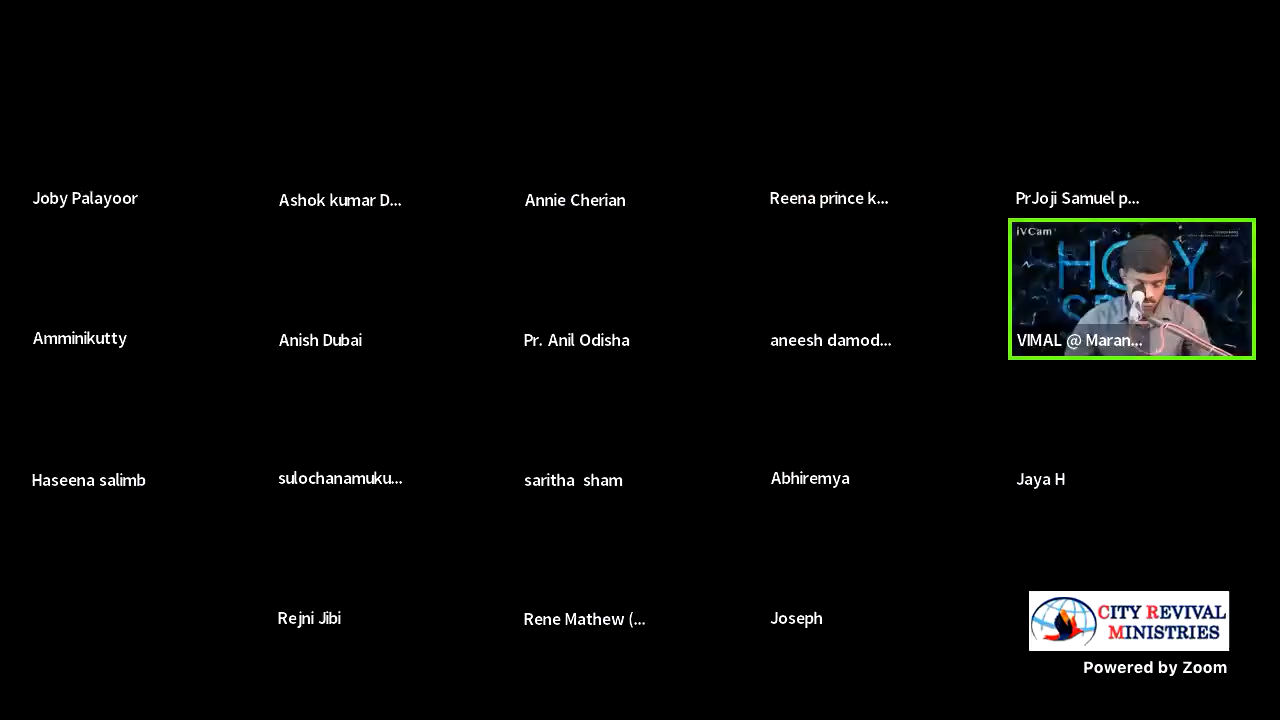 Joby Palayoor
Ashok kumar D...
Annie Cherian
Reena prince k...
PrJoji Samuel p...
iVCam
HOLY
Amminikutty
Anish Dubai
Pr. Anil Odisha
aneesh damod...
VIMAL @ Maran...
Haseena salimb
sulochanamuku...
saritha sham
Abhiremya
Jaya H
Rejni Jibi
Rene Mathew (...
Joseph
CITY REVIVAL
MINISTRIES
Powered by Zoom